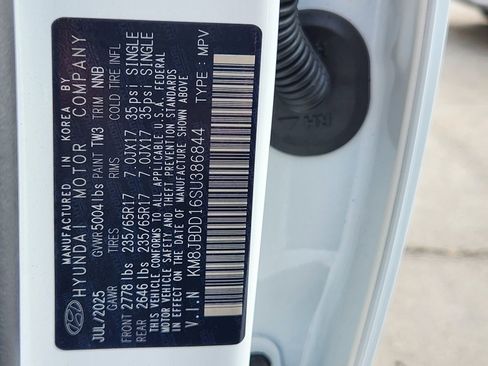 MANUFACTURED IN KOREA BY
HYUNDAI MOTOR COMPANY
JUL/2025 GVWR 5004 lbs PAINT TW3 TRIM NNB
GAWR TIRES RIMS COLD TIRE INFL
FRONT 2778 lbs 235/65R17 7.0JX17 35psi SINGLE
REAR 2646 lbs 235/65R17 7.0JX17 35psi SINGLE
THIS VEHICLE CONFORMS TO ALL APPLICABLE U.S.A. FEDERAL
MOTOR VEHICLE SAFETY AND THEFT PREVENTION STANDARDS
IN EFFECT ON THE DATE OF MANUFACTURE SHOWN ABOVE
V.I.N KM8JBDD16SU386844 TYPE : MPV